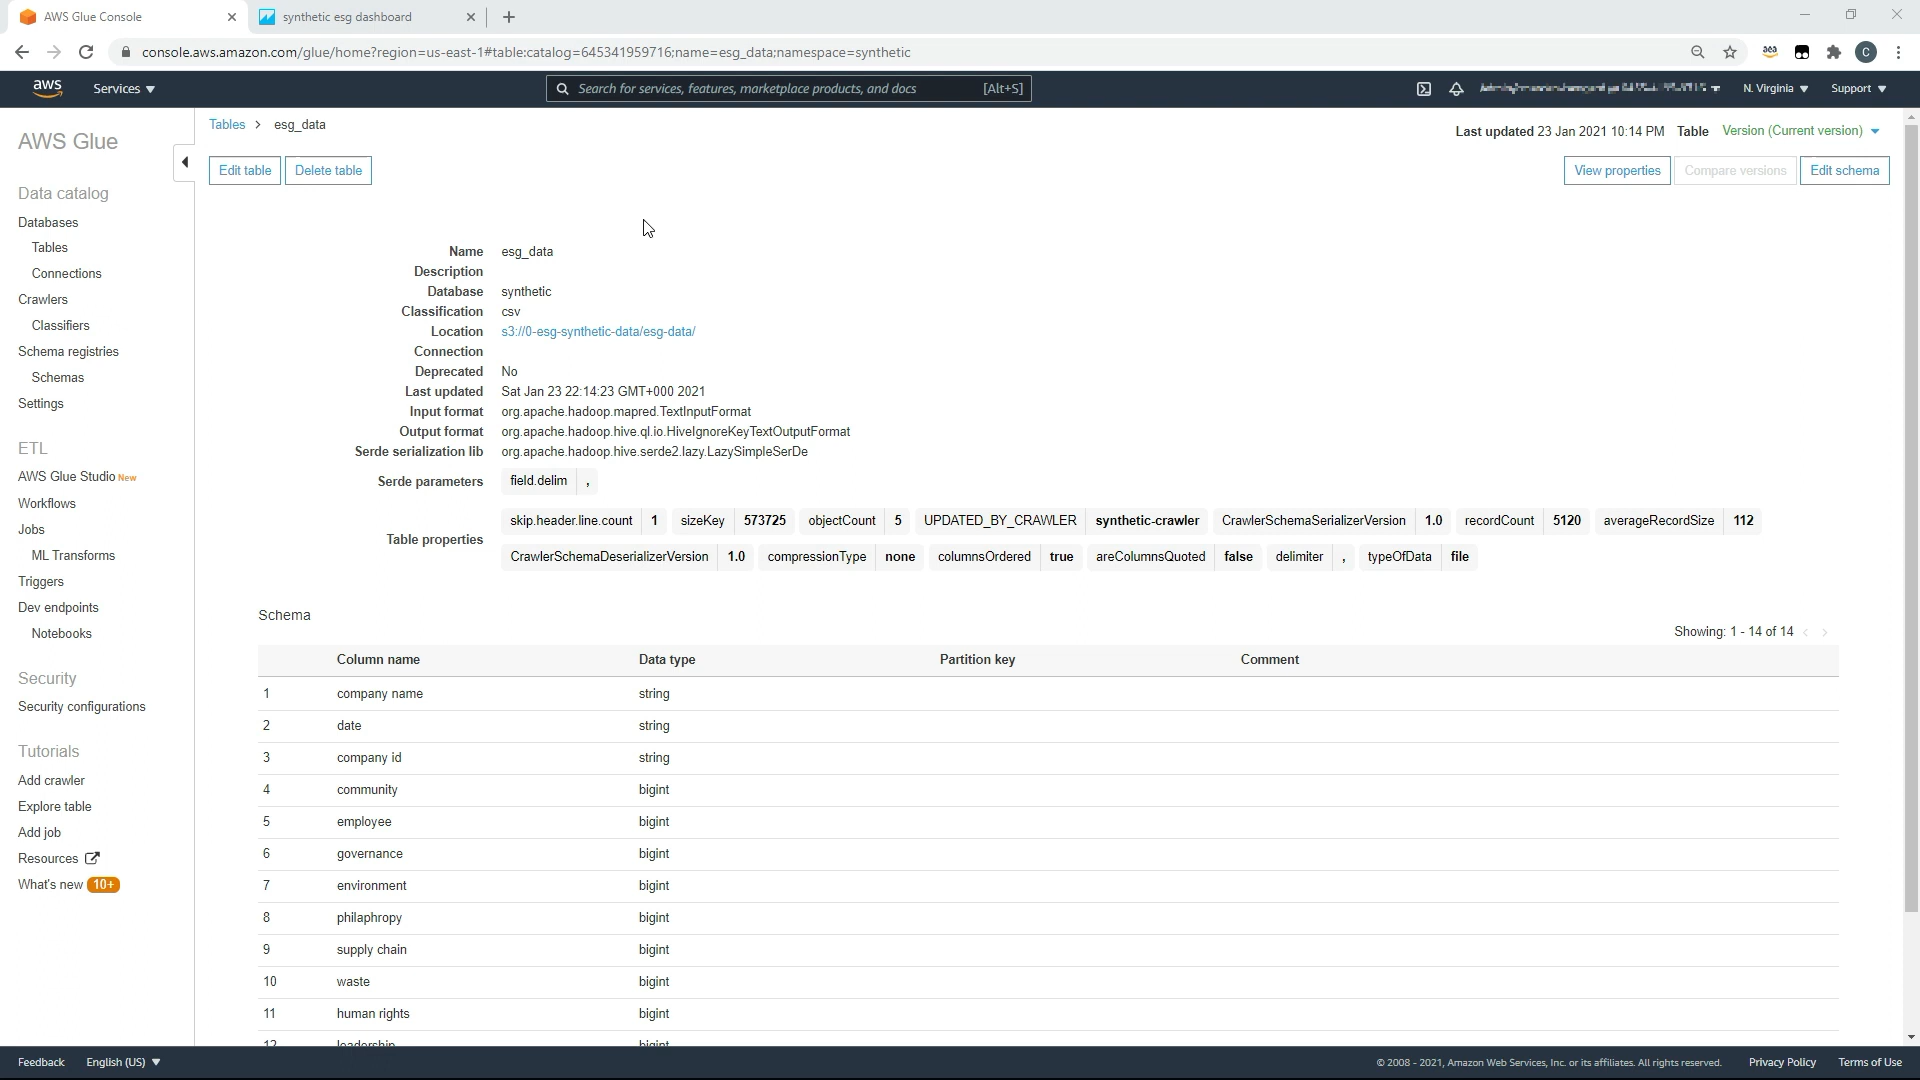 AWS Glue Console
synthetic esg dashboard
console.aws.amazon.com/glue/home?region=us-east-1#table:catalog=645341959716;name=esg_data;namespace=synthetic
aws
Services
Search for services, features, marketplace products, and docs [Alt+S]
N. Virginia
Support
AWS Glue
Data catalog
Databases
Tables
Connections
Crawlers
Classifiers
Schema registries
Schemas
Settings
ETL
AWS Glue Studio New
Workflows
Jobs
ML Transforms
Triggers
Dev endpoints
Notebooks
Security
Security configurations
Tutorials
Add crawler
Explore table
Add job
Resources
What's new 10+
Tables > esg_data
Last updated 23 Jan 2021 10:14 PM Table Version (Current version)
Edit table Delete table
View properties Compare versions Edit schema
Name esg_data
Description
Database synthetic
Classification csv
Location s3://0-esg-synthetic-data/esg-data/
Connection
Deprecated No
Last updated Sat Jan 23 22:14:23 GMT+000 2021
Input format org.apache.hadoop.mapred.TextInputFormat
Output format org.apache.hadoop.hive.ql.io.HiveIgnoreKeyTextOutputFormat
Serde serialization lib org.apache.hadoop.hive.serde2.lazy.LazySimpleSerDe
Serde parameters field.delim ,
Table properties
skip.header.line.count 1 sizeKey 573725 objectCount 5 UPDATED_BY_CRAWLER synthetic-crawler CrawlerSchemaSerializerVersion 1.0 recordCount 5120 averageRecordSize 112
CrawlerSchemaDeserializerVersion 1.0 compressionType none columnsOrdered true areColumnsQuoted false delimiter , typeOfData file
Schema
Showing: 1 - 14 of 14
Column name Data type Partition key Comment
1 company name string
2 date string
3 company id string
4 community bigint
5 employee bigint
6 governance bigint
7 environment bigint
8 philaphropy bigint
9 supply chain bigint
10 waste bigint
11 human rights bigint
12 leadership bigint
Feedback English (US)
© 2008 - 2021, Amazon Web Services, Inc. or its affiliates. All rights reserved. Privacy Policy Terms of Use
C